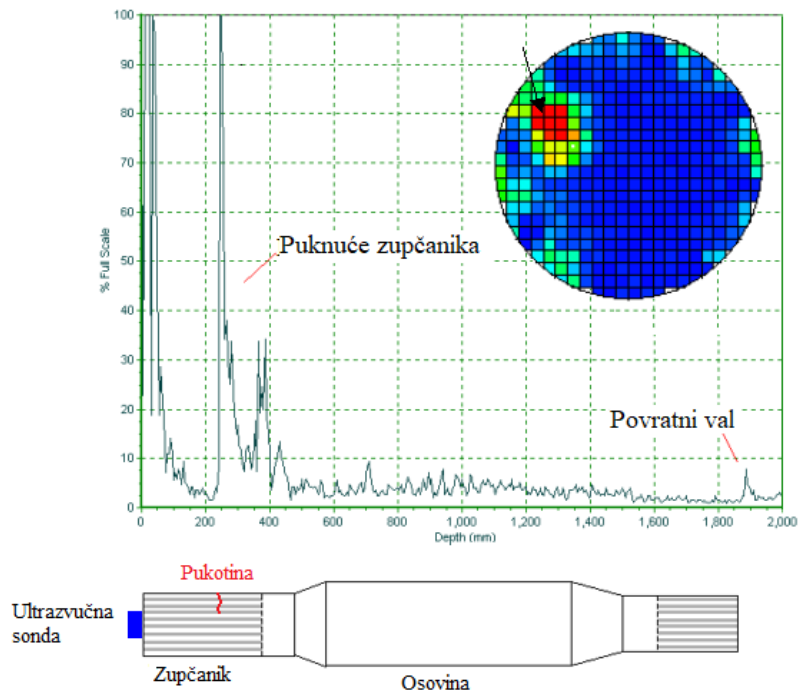 100
90
80
70
60
50
40
30
20
10
0
% Full Scale
Puknuće zupčanika
Povratni val
0 200 400 600 800 1,000 1,200 1,400 1,600 1,800 2,000
Depth (mm)
Pukotina
Ultrazvučna
sonda
Zupčanik
Osovina